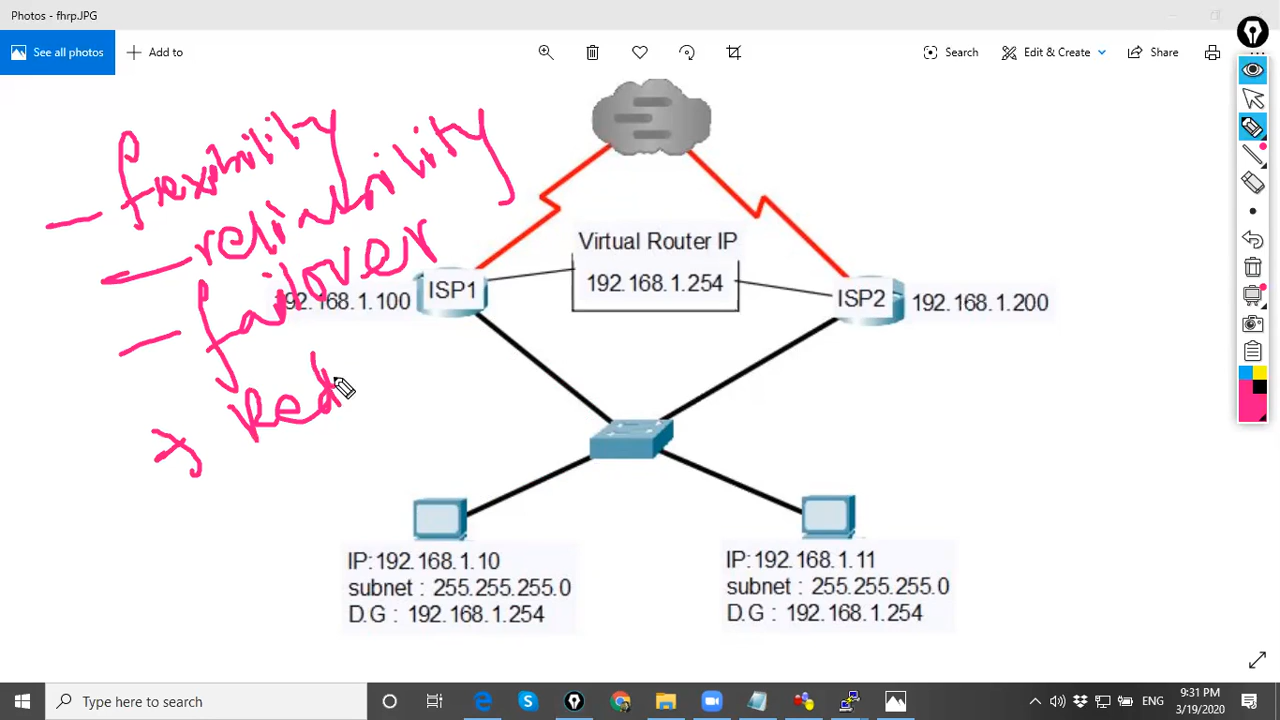 Photos - fhrp.JPG
See all photos
Add to
Search
Edit & Create
Share
flexibility
reliability
failover
Red
Virtual Router IP
192.168.1.254
ISP1
ISP2
192.168.1.100
192.168.1.200
IP:192.168.1.10
subnet : 255.255.255.0
D.G : 192.168.1.254
IP:192.168.1.11
subnet : 255.255.255.0
D.G : 192.168.1.254
Type here to search
ENG
9:31 PM
3/19/2020